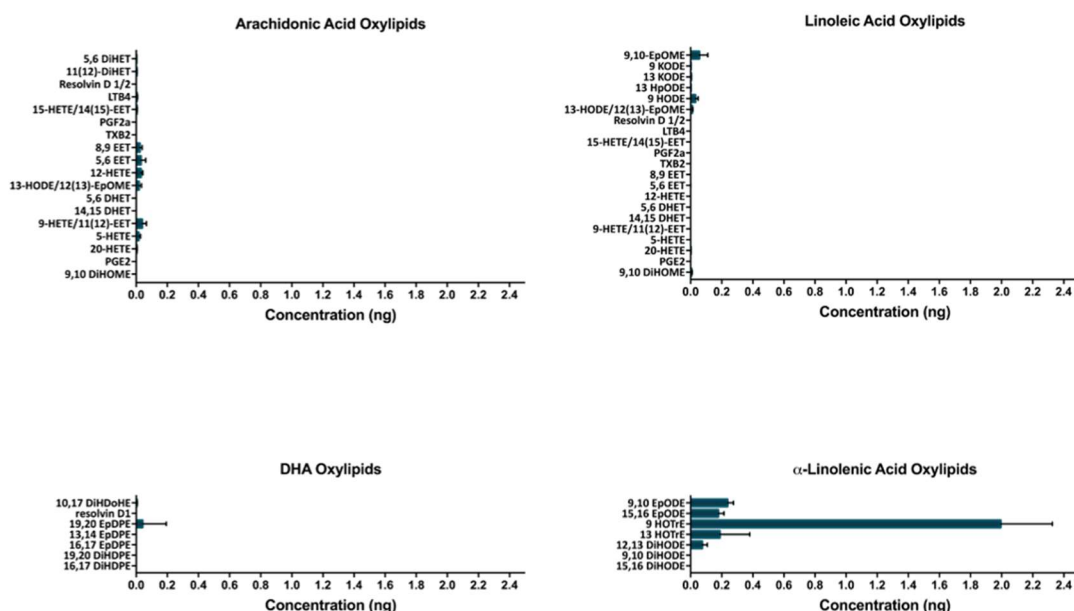 Arachidonic Acid Oxylipids
5,6 DiHET
11(12)-DiHET
Resolvin D 1/2
LTB4
15-HETE/14(15)-EET
PGF2a
TXB2
8,9 EET
5,6 EET
12-HETE
13-HODE/12(13)-EpOME
5,6 DHET
14,15 DHET
9-HETE/11(12)-EET
5-HETE
20-HETE
PGE2
9,10 DiHOME
0.0 0.2 0.4 0.6 0.8 1.0 1.2 1.4 1.6 1.8 2.0 2.2 2.4
Concentration (ng)
Linoleic Acid Oxylipids
9,10-EpOME
9 KODE
13 KODE
13 HpODE
9 HODE
13-HODE/12(13)-EpOME
Resolvin D 1/2
LTB4
15-HETE/14(15)-EET
PGF2a
TXB2
8,9 EET
5,6 EET
12-HETE
5,6 DHET
14,15 DHET
9-HETE/11(12)-EET
5-HETE
20-HETE
PGE2
9,10 DiHOME
0.0 0.2 0.4 0.6 0.8 1.0 1.2 1.4 1.6 1.8 2.0 2.2 2.4
Concentration (ng)
DHA Oxylipids
10,17 DiHDoHE
resolvin D1
19,20 EpDPE
13,14 EpDPE
16,17 EpDPE
19,20 DiHDPE
16,17 DiHDPE
0.0 0.2 0.4 0.6 0.8 1.0 1.2 1.4 1.6 1.8 2.0 2.2 2.4
Concentration (ng)
α-Linolenic Acid Oxylipids
9,10 EpODE
15,16 EpODE
9 HOTrE
13 HOTrE
12,13 DiHODE
9,10 DiHODE
15,16 DiHODE
0.0 0.2 0.4 0.6 0.8 1.0 1.2 1.4 1.6 1.8 2.0 2.2 2.4
Concentration (ng)